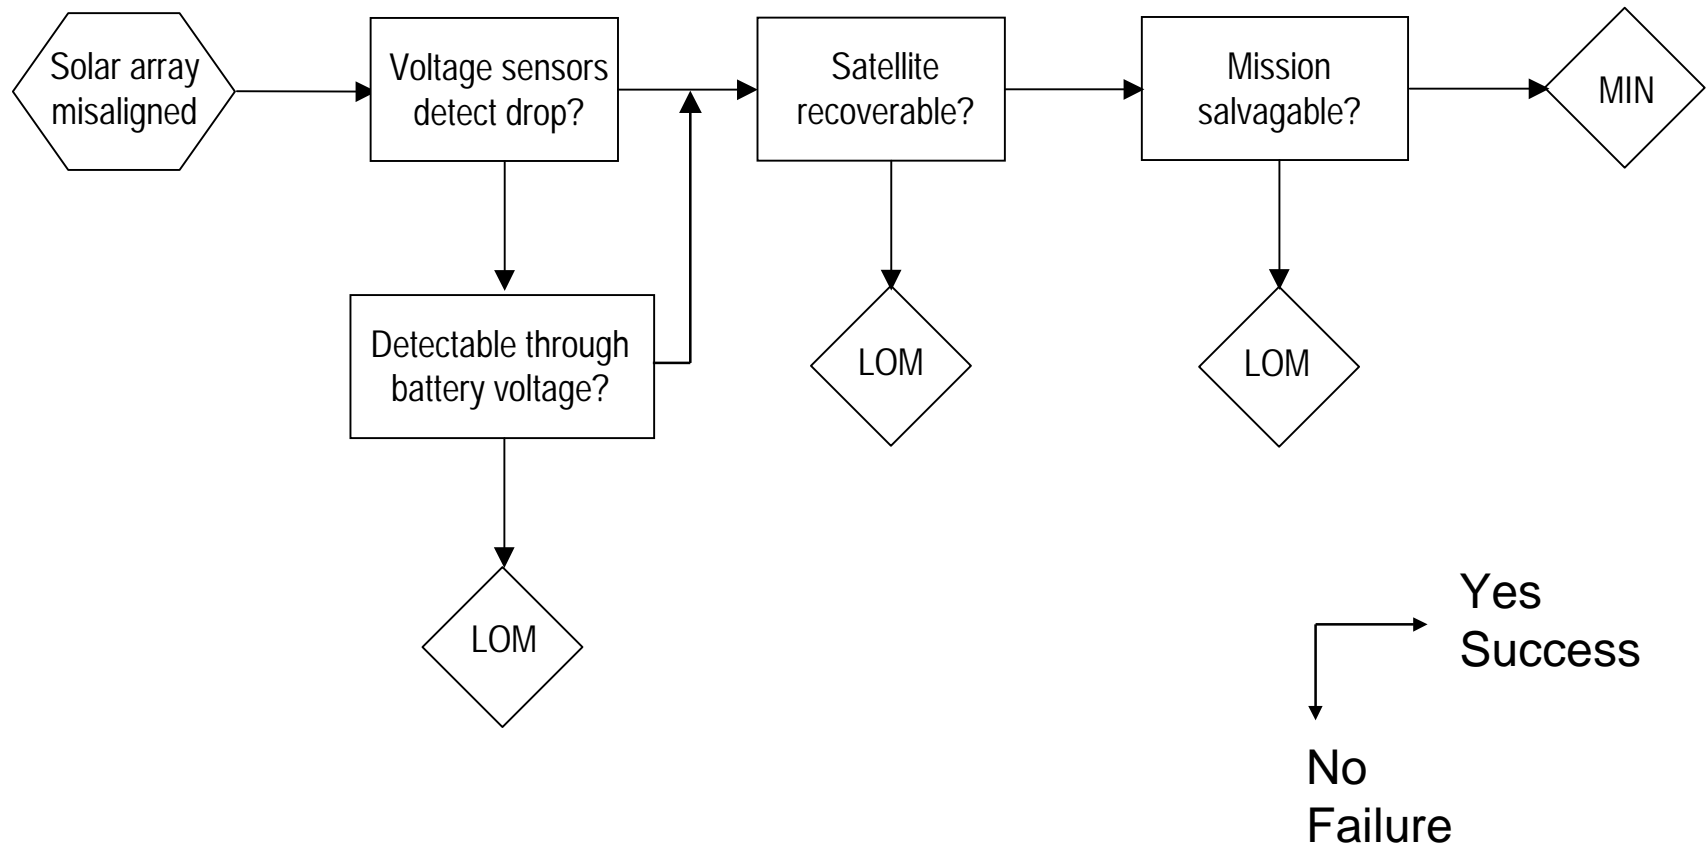 Solar array
misaligned
Voltage sensors
detect drop?
Satellite
recoverable?
Mission
salvagable?
MIN
Detectable through
battery voltage?
LOM
LOM
LOM
Yes
Success
No
Failure